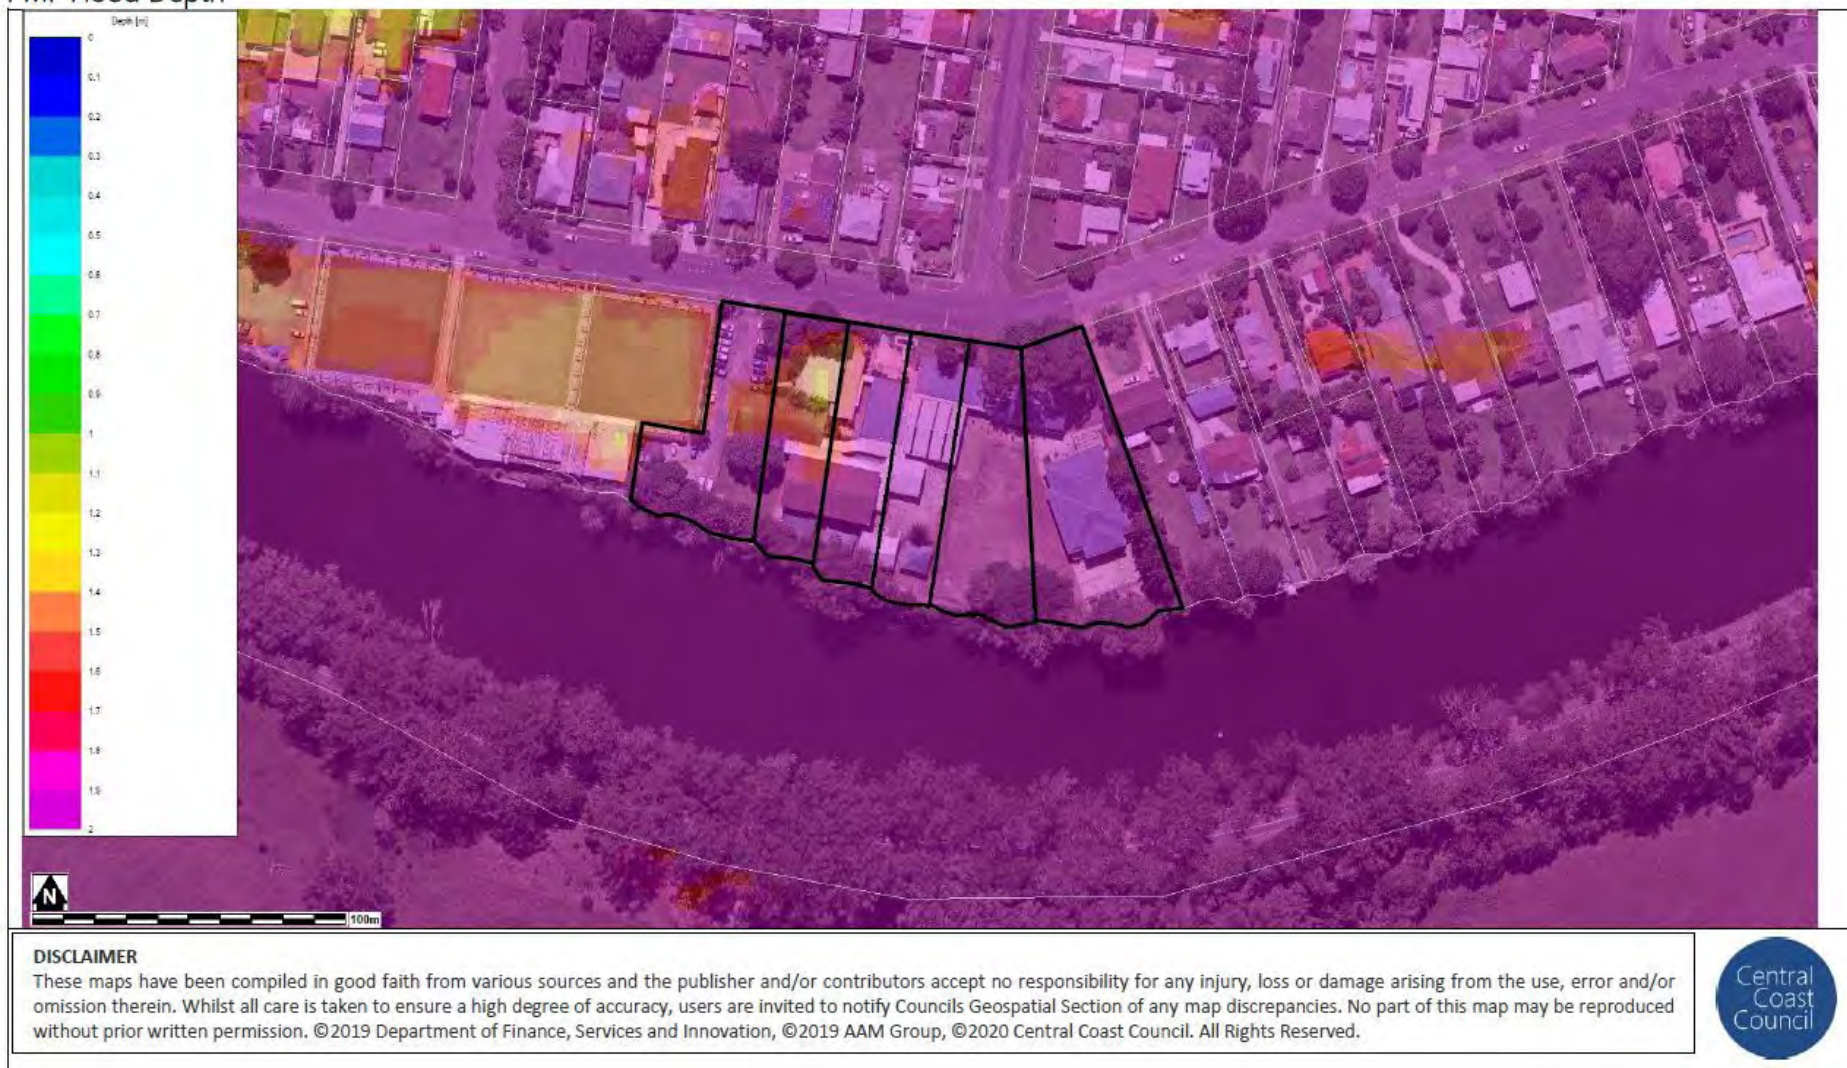 PMF Flood Depth
Depth [m]
0
0.1
0.2
0.3
0.4
0.5
0.6
0.7
0.8
0.9
1
1.1
1.2
1.3
1.4
1.5
1.6
1.7
1.8
1.9
2
N
100m
DISCLAIMER
These maps have been compiled in good faith from various sources and the publisher and/or contributors accept no responsibility for any injury, loss or damage arising from the use, error and/or
omission therein. Whilst all care is taken to ensure a high degree of accuracy, users are invited to notify Councils Geospatial Section of any map discrepancies. No part of this map may be reproduced
without prior written permission. ©2019 Department of Finance, Services and Innovation, ©2019 AAM Group, ©2020 Central Coast Council. All Rights Reserved.
Central
Coast
Council